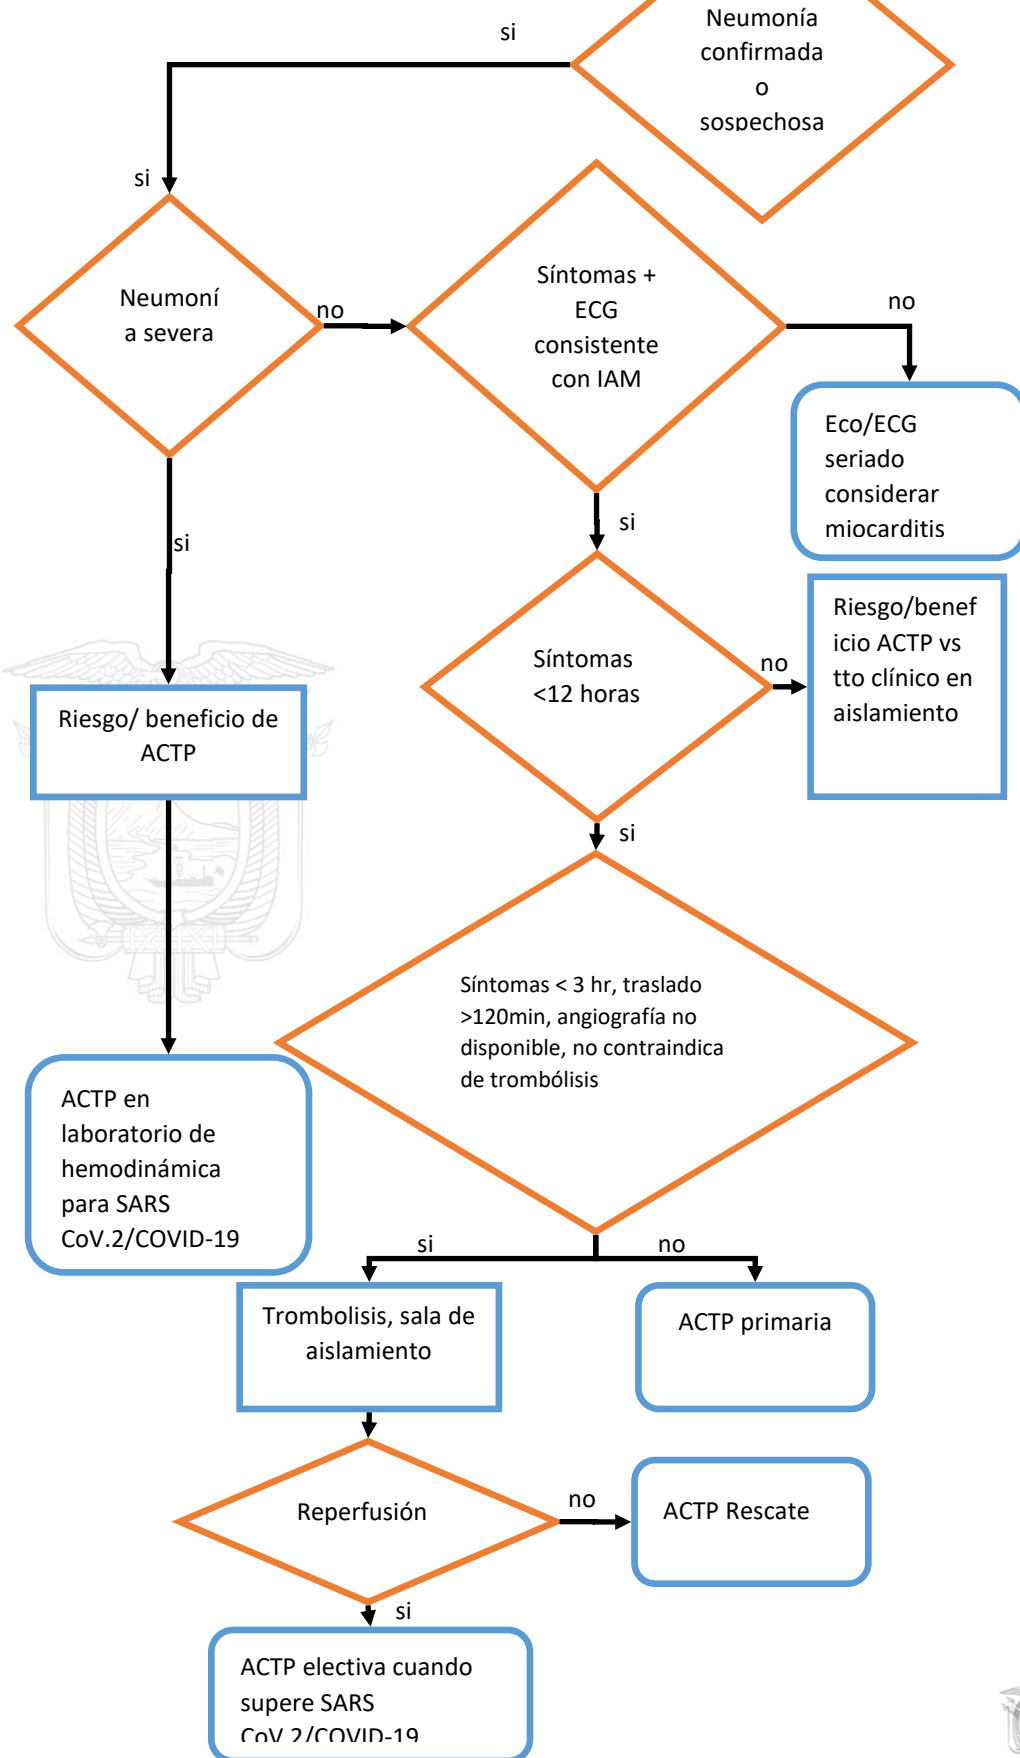 si
Neumonía
confirmada
o
sospechosa
si
Neumoní
a severa
no
Síntomas +
ECG
consistente
con IAM
no
Eco/ECG
seriado
considerar
miocarditis
si
si
Síntomas
<12 horas
no
Riesgo/benef
icio ACTP vs
tto clínico en
aislamiento
Riesgo/ beneficio de
ACTP
si
Síntomas < 3 hr, traslado
>120min, angiografía no
disponible, no contraindica
de trombólisis
ACTP en
laboratorio de
hemodinámica
para SARS
CoV.2/COVID-19
si
no
Trombolisis, sala de
aislamiento
ACTP primaria
Reperfusión
no
ACTP Rescate
si
ACTP electiva cuando
supere SARS
CoV.2/COVID-19